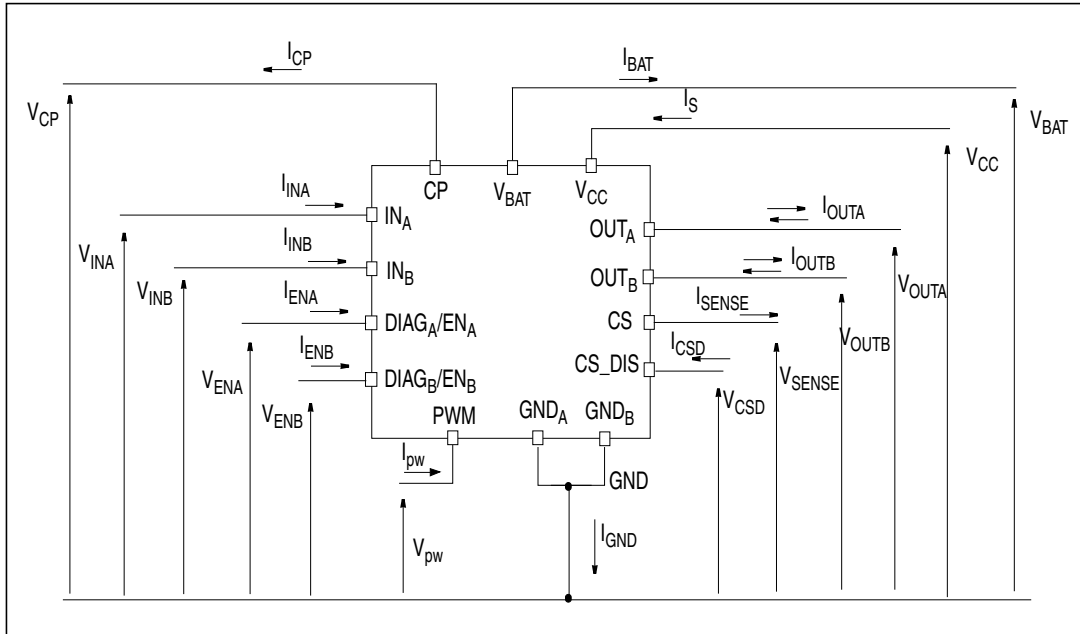 I_CP
I_BAT
I_S
V_CP
V_BAT
V_CC
CP
V_BAT
V_CC
I_INA
IN_A
OUT_A
I_OUTA
I_INB
V_INA
IN_B
OUT_B
I_OUTB
V_INB
V_OUTA
I_ENA
I_SENSE
DIAG_A/EN_A
CS
V_OUTB
I_ENB
I_CSD
V_ENA
DIAG_B/EN_B
CS_DIS
V_SENSE
V_CSD
V_ENB
PWM
GND_A
GND_B
I_pw
GND
V_pw
I_GND